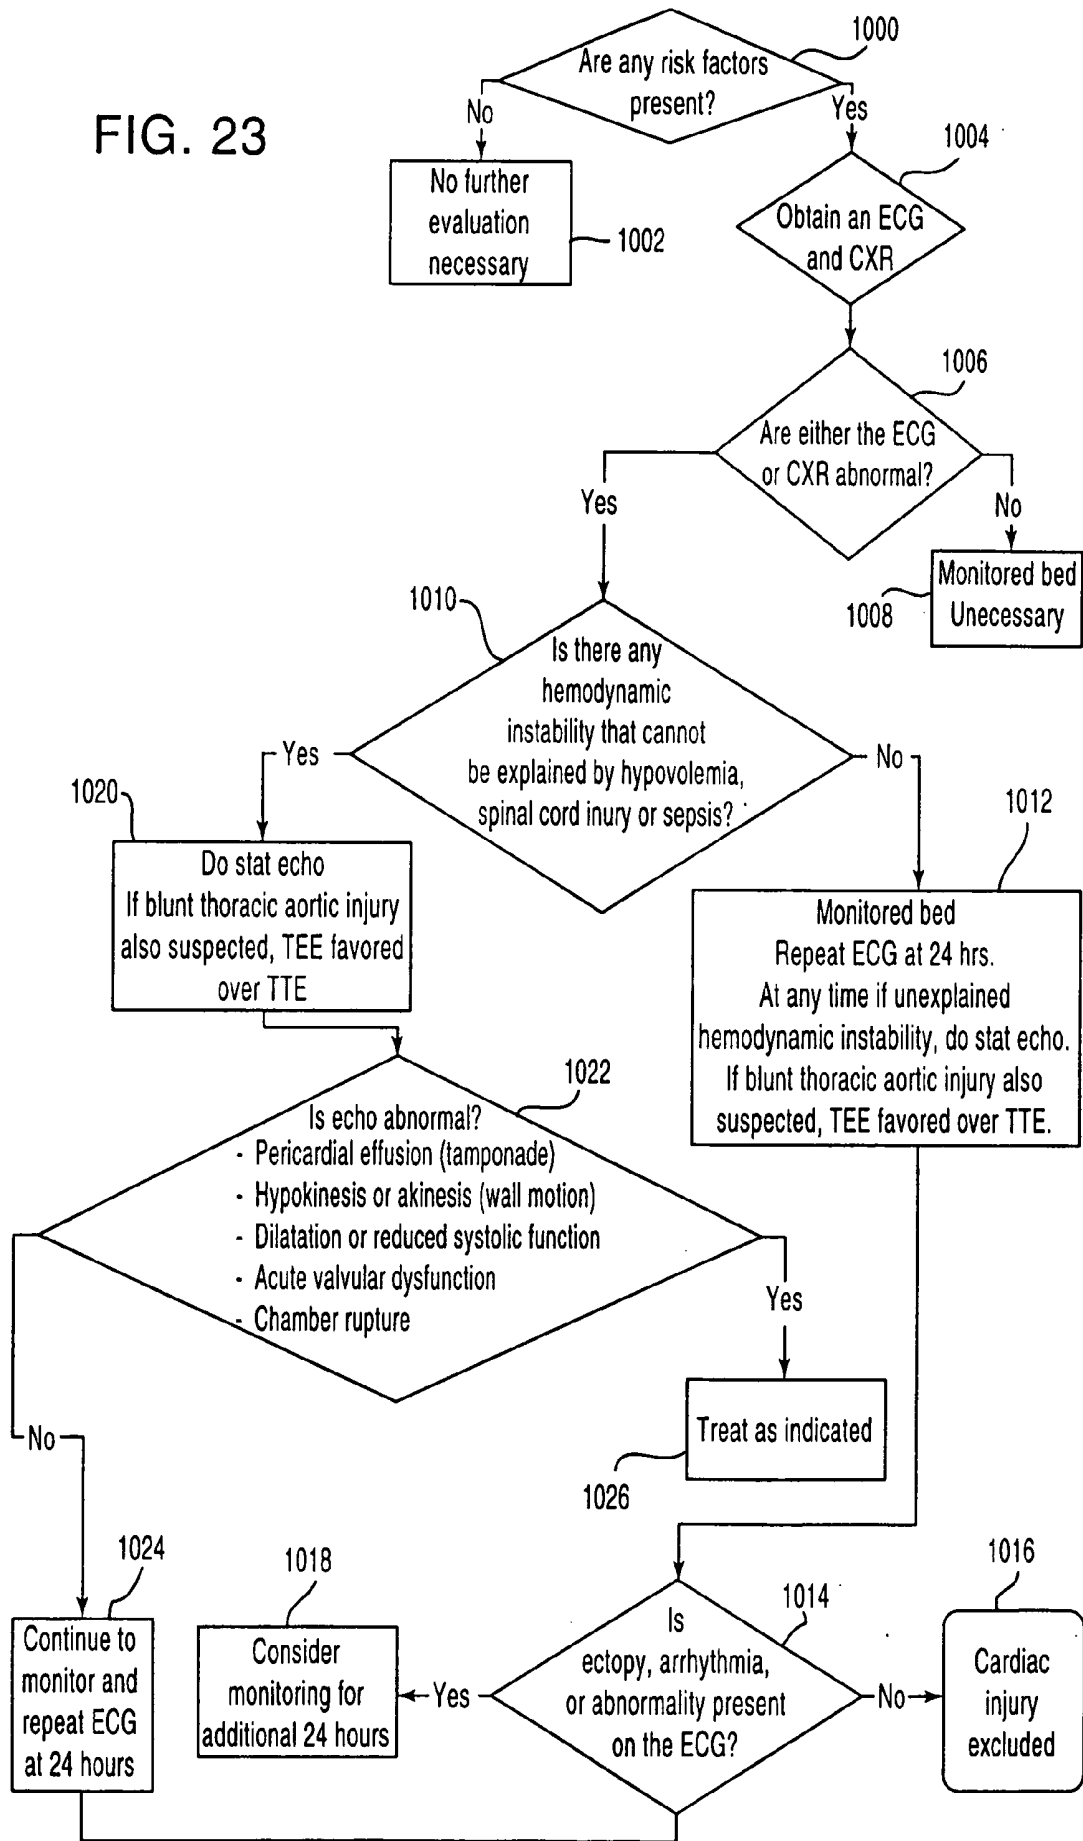 FIG. 23
1000
Are any risk factors
present?
No
Yes
No further
evaluation
necessary
1002
1004
Obtain an ECG
and CXR
1006
Are either the ECG
or CXR abnormal?
Yes
No
Monitored bed
Unecessary
1008
1010
Is there any
hemodynamic
instability that cannot
be explained by hypovolemia,
spinal cord inury or sepsis?
Yes
No
1020
Do stat echo
If blunt thoracic aortic injury
also suspected, TEE favored
over TTE
1012
Monitored bed
Repeat ECG at 24 hrs.
At any time if unexplained
hemodynamic instability, do stat echo.
If blunt thoracic aortic injury also
suspected, TEE favored over TTE.
1022
Is echo abnormal?
- Pericardial effusion (tamponade)
- Hypokinesis or akinesis (wall motion)
- Dilatation or reduced systolic function
- Acute valvular dysfunction
- Chamber rupture
Yes
No
Treat as indicated
1026
1024
Continue to
monitor and
repeat ECG
at 24 hours
1018
Consider
monitoring for
additional 24 hours
Yes
1014
Is
ectopy, arrhythmia,
or abnormality present
on the ECG?
No
1016
Cardiac
injury
excluded